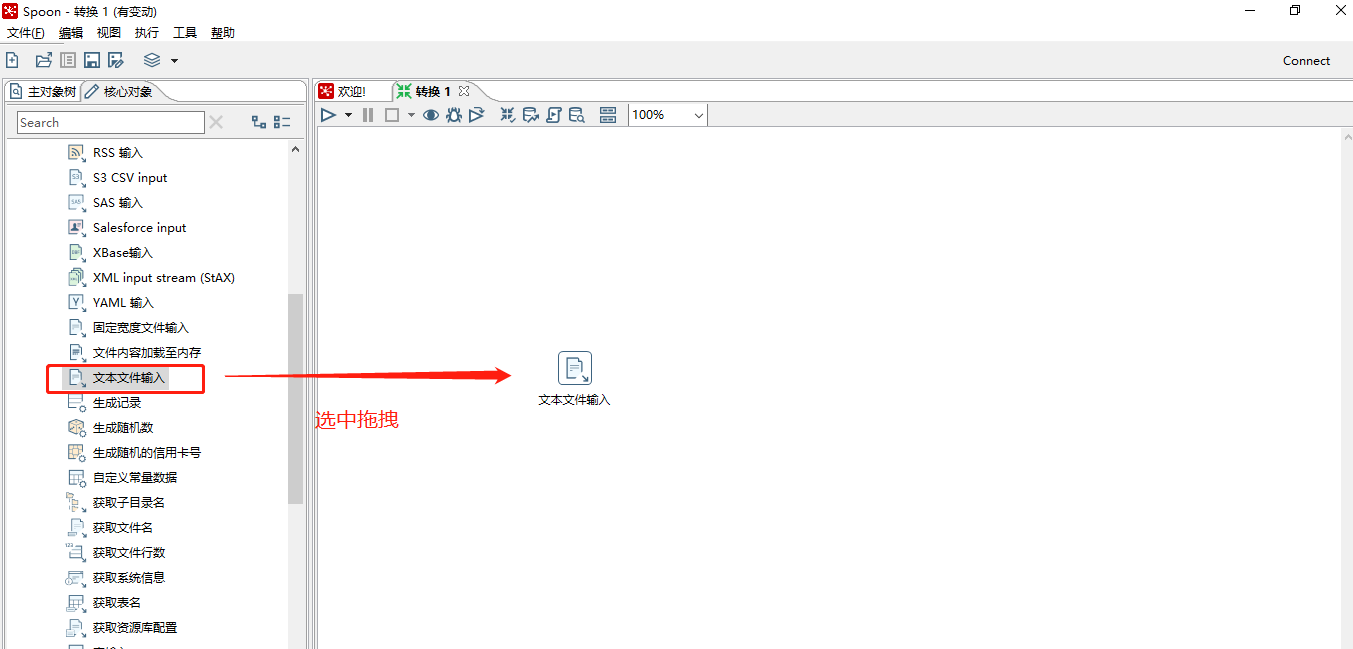 Spoon - 转换 1 (有变动)
文件(F) 编辑 视图 执行 工具 帮助
Connect
主对象树 核心对象
欢迎! 转换 1
Search
100%
RSS 输入
S3 CSV input
SAS 输入
Salesforce input
XBase输入
XML input stream (StAX)
YAML 输入
固定宽度文件输入
文件内容加载至内存
文本文件输入
生成记录
生成随机数
生成随机的信用卡号
自定义常量数据
获取子目录名
获取文件名
获取文件行数
获取系统信息
获取表名
获取资源库配置
文本文件输入
选中拖拽